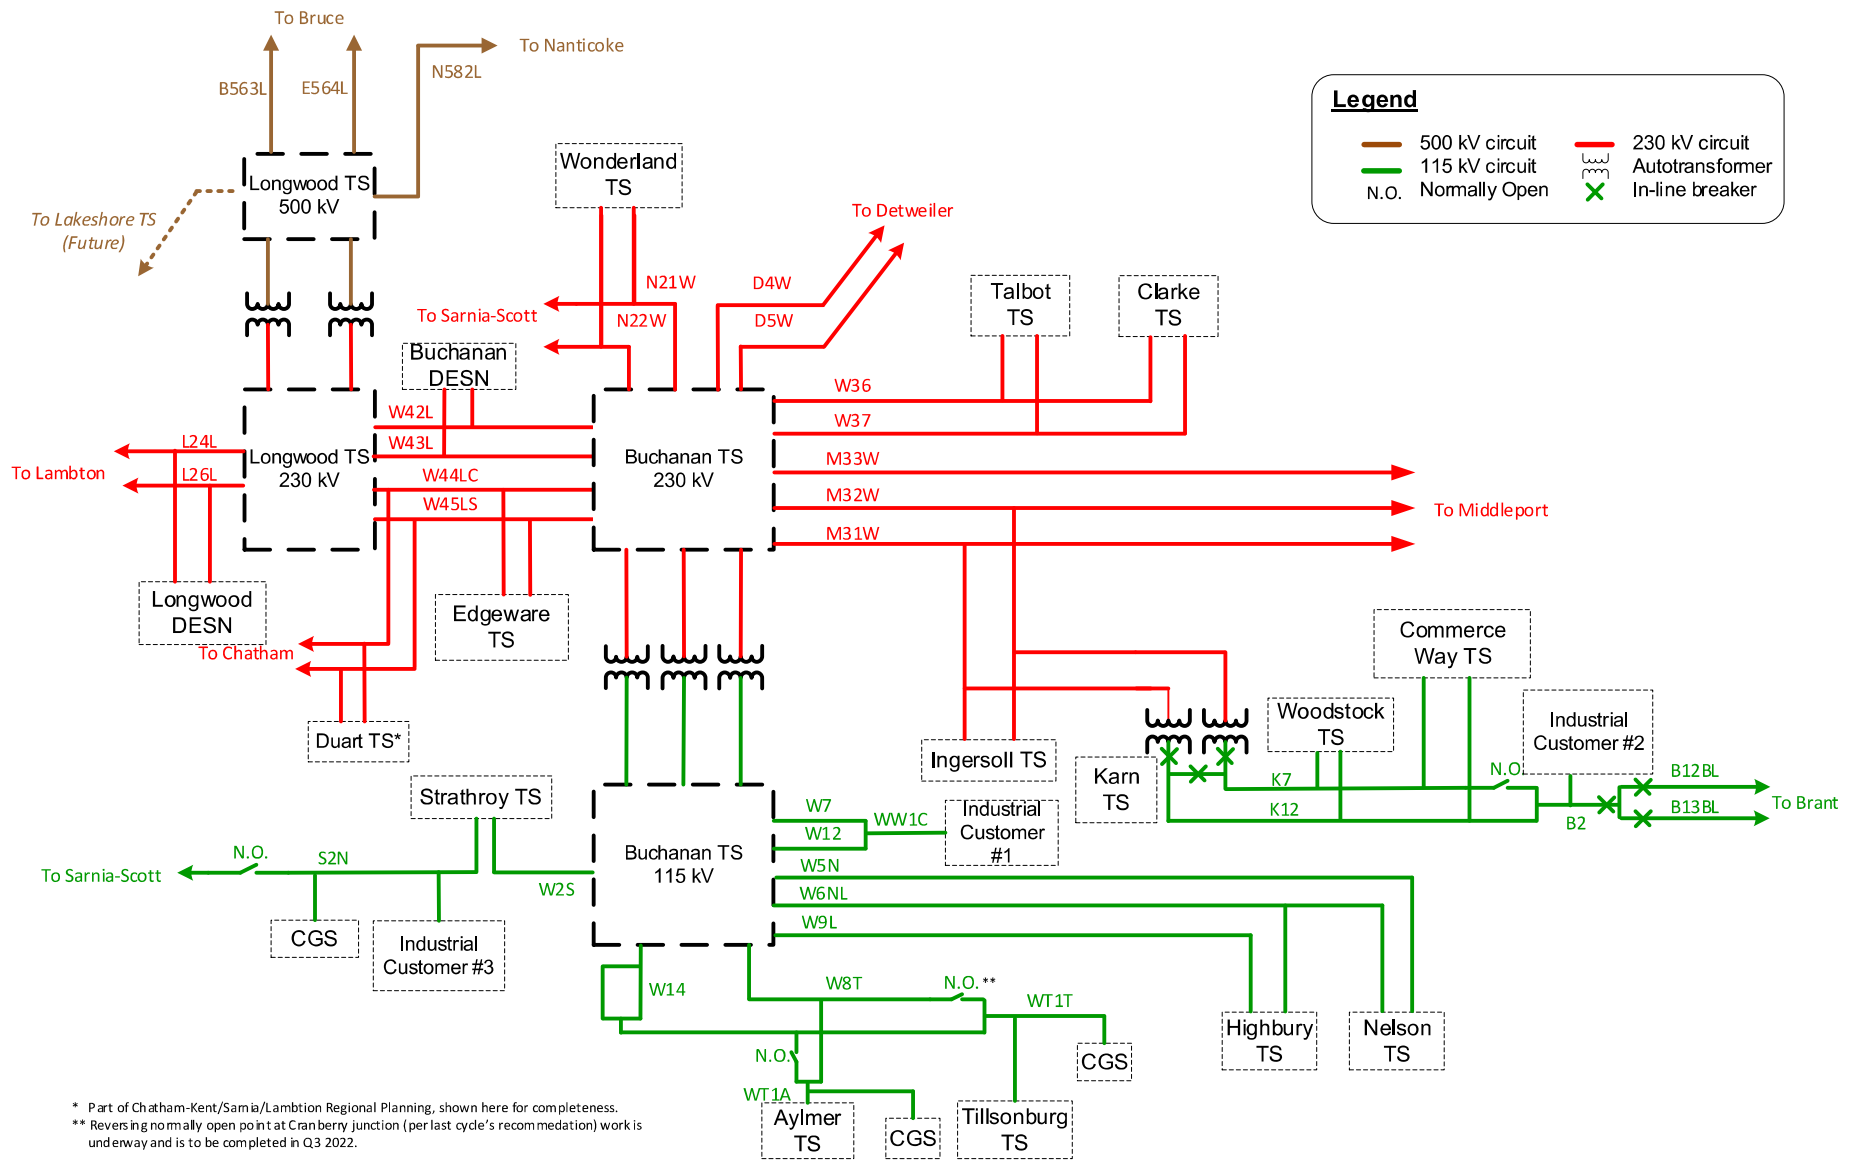 To Bruce
To Nanticoke
N582L
B563L
E564L
Legend
500 kV circuit
230 kV circuit
115 kV circuit
Autotransformer
N.O.
Normally Open
In-line breaker
Longwood TS
500 kV
To Lakeshore TS
(Future)
Wonderland
TS
To Detweiler
N21W
D4W
To Sarnia-Scott
N22W
D5W
Talbot
TS
Clarke
TS
Buchanan
DESN
W36
W42L
W37
W43L
L24L
Longwood TS
230 kV
Buchanan TS
230 kV
M33W
To Lambton
L26L
W44LC
M32W
W45LS
To Middleport
M31W
Longwood
DESN
Edgeware
TS
To Chatham
Commerce
Way TS
Duart TS*
Ingersoll TS
Karn
TS
Woodstock
TS
Industrial
Customer #2
K7
N.O.
B12BL
K12
B2
B13BL
To Brant
Strathroy TS
W7
WW1C
W12
Industrial
Customer
#1
N.O.
S2N
To Sarnia-Scott
W2S
Buchanan TS
115 kV
W5N
W6NL
W9L
CGS
Industrial
Customer #3
W14
W8T
N.O. **
WT1T
N.O.
CGS
Highbury
TS
Nelson
TS
WT1A
Aylmer
TS
CGS
Tillsonburg
TS
* Part of Chatham-Kent/Sarnia/Lambtion Regional Planning, shown here for completeness.
** Reversing normally open point at Cranberry junction (per last cycle's recommedation) work is
underway and is to be completed in Q3 2022.